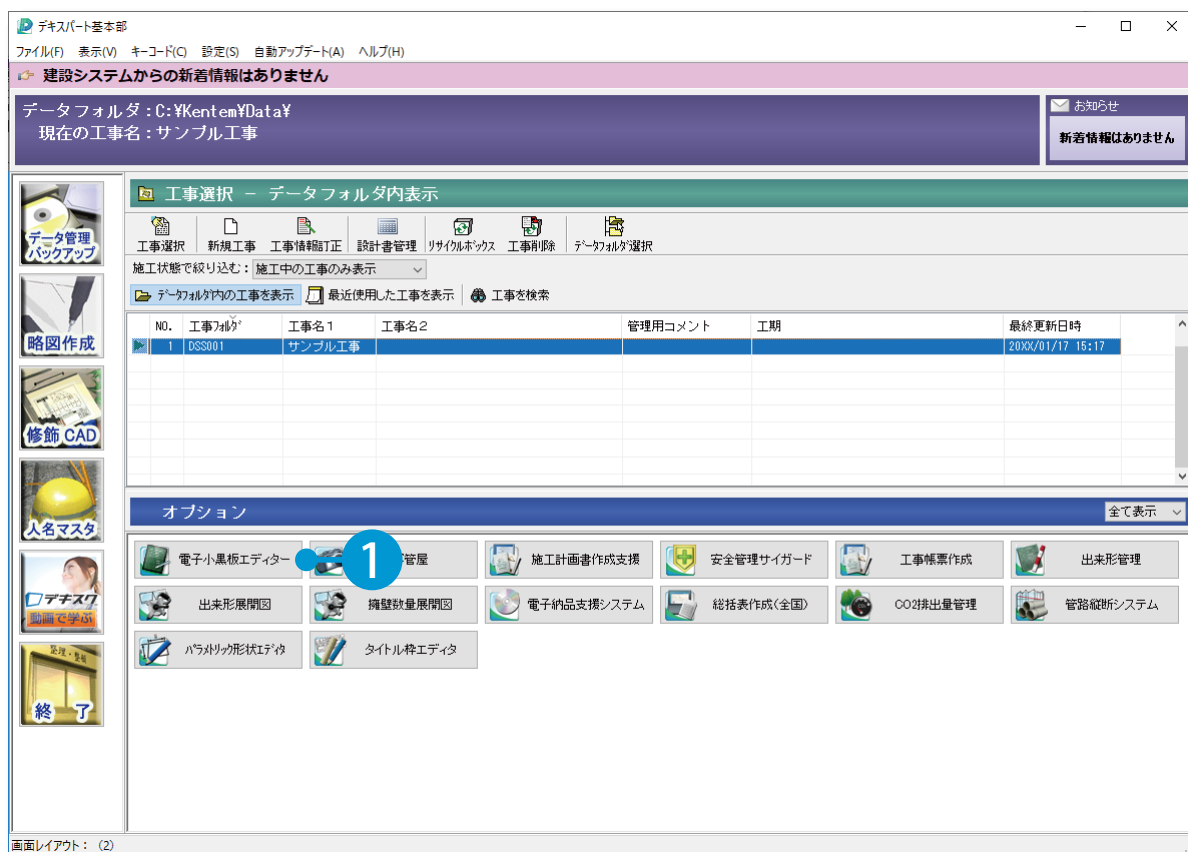 デキスパート基本部
ファイル(F) 表示(V) キーコード(C) 設定(S) 自動アップデート(A) ヘルプ(H)
建設システムからの新着情報はありません
データフォルダ:C:¥Kentem¥Data¥
現在の工事名:サンプル工事
お知らせ
新着情報はありません
データ管理
バックアップ
略図作成
修飾CAD
人名マスタ
デキスク
動画で学ぶ
整理・整頓
終 了
工事選択 - データフォルダ内表示
工事選択 新規工事 工事情報訂正 設計書管理 リサイクルボックス 工事削除 データフォルダ選択
施工状態で絞り込む: 施工中の工事のみ表示
データフォルダ内の工事を表示 最近使用した工事を表示 工事を検索
NO. 工事フォルダ 工事名1 工事名2 管理用コメント 工期 最終更新日時
1 DSS001 サンプル工事 20XX/01/17 15:17
オプション 全て表示
電子小黒板エディター 1 管屋 施工計画書作成支援 安全管理サイガード 工事帳票作成 出来形管理
出来形展開図 擁壁数量展開図 電子納品支援システム 総括表作成(全国) CO2排出量管理 管路縦断システム
パラメトリック形状エディタ タイトル枠エディタ
画面レイアウト: (2)